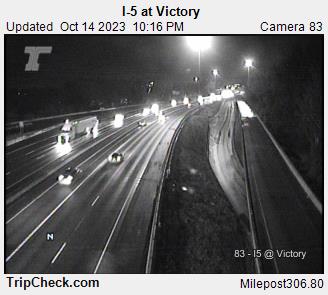 I-5 at Victory
Updated Oct 14 2023 10:16 PM Camera 83
N
83 - I5 @ Victory
TripCheck.com Milepost306.80